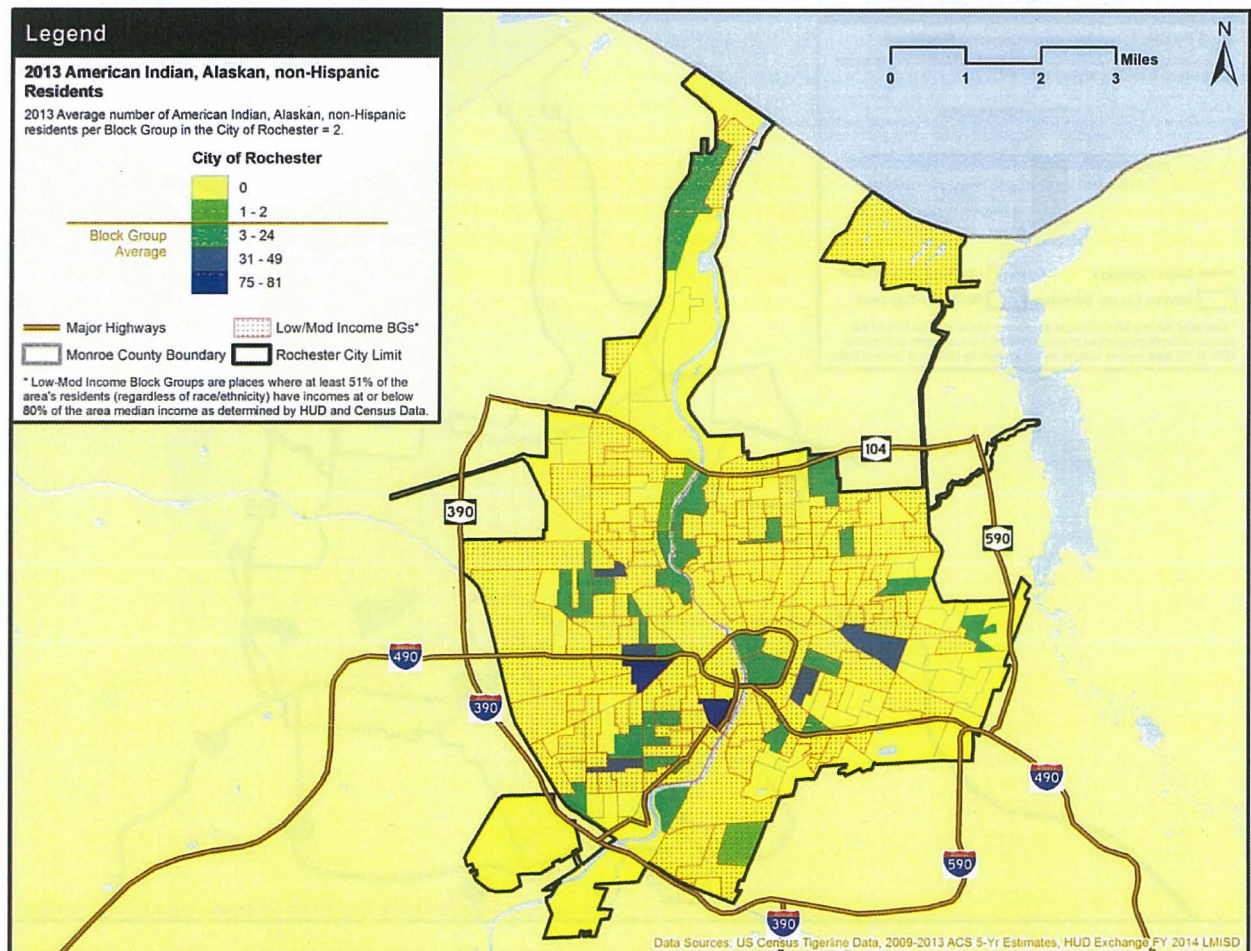 Legend
2013 American Indian, Alaskan, non-Hispanic
Residents
2013 Average number of American Indian, Alaskan, non-Hispanic
residents per Block Group in the City of Rochester = 2.
City of Rochester
0
1 - 2
Block Group
Average
3 - 24
31 - 49
75 - 81
Major Highways
Low/Mod Income BGs*
Monroe County Boundary
Rochester City Limit
* Low-Mod Income Block Groups are places where at least 51% of the
area's residents (regardless of race/ethnicity) have incomes at or below
80% of the area median income as determined by HUD and Census Data.
N
0 1 2 3 Miles
104
390
590
490
390
490
590
390
Data Sources: US Census Tigerline Data, 2009-2013 ACS 5-Yr Estimates, HUD Exchange FY 2014 LMISD